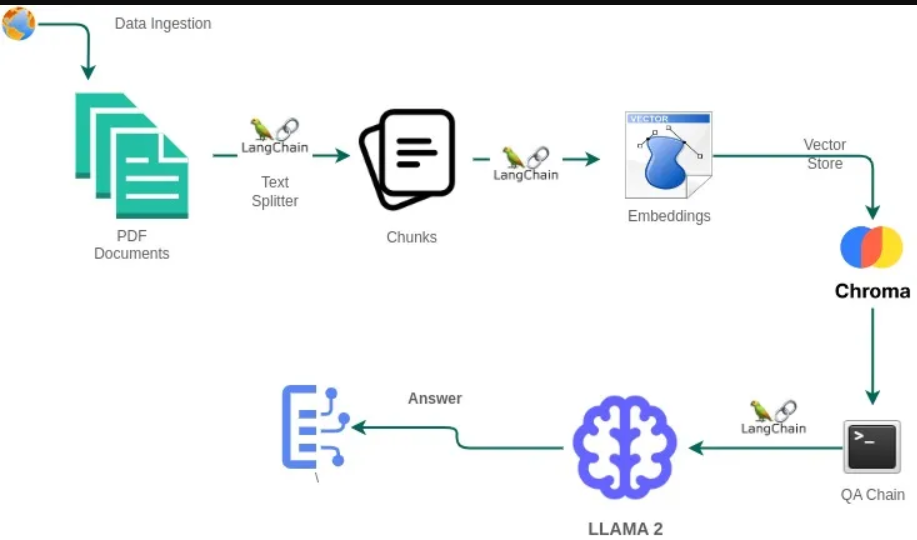 Data Ingestion
LangChain
Text
Splitter
PDF
Documents
Chunks
LangChain
VECTOR
Embeddings
Vector
Store
Chroma
LangChain
>_
QA Chain
LLAMA 2
Answer
\